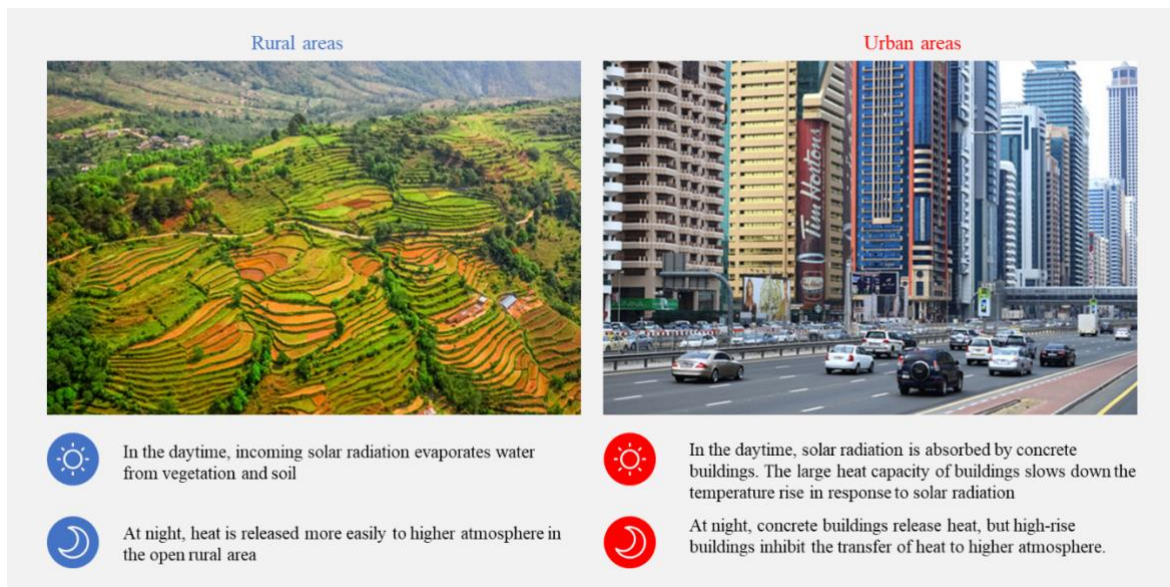 Rural areas
Urban areas
Tim Hortons
In the daytime, incoming solar radiation evaporates water
from vegetation and soil
In the daytime, solar radiation is absorbed by concrete
buildings. The large heat capacity of buildings slows down the
temperature rise in response to solar radiation
At night, heat is released more easily to higher atmosphere in
the open rural area
At night, concrete buildings release heat, but high-rise
buildings inhibit the transfer of heat to higher atmosphere.